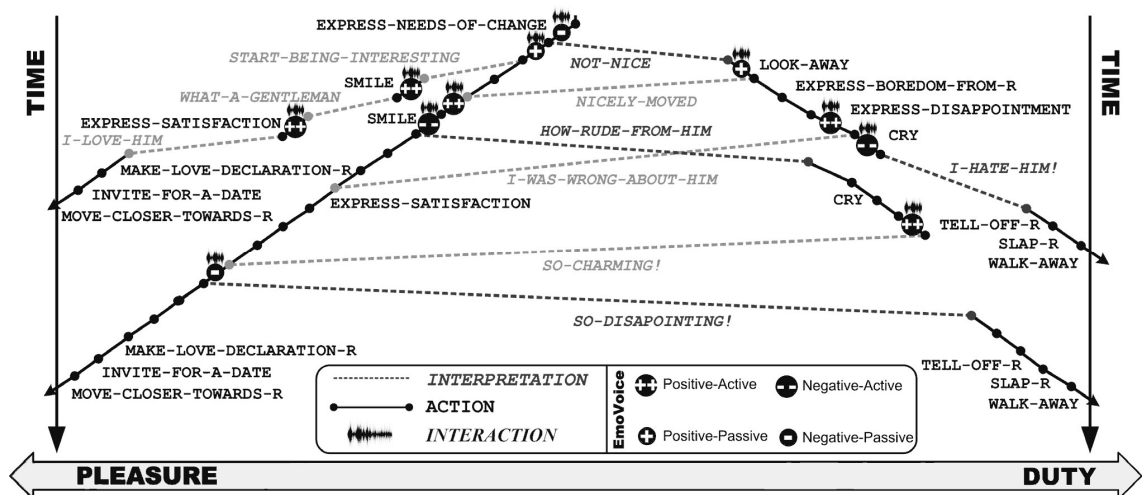 EXPRESS-NEEDS-OF-CHANGE
START-BEING-INTERESTING
NOT-NICE
LOOK-AWAY
TIME
TIME
SMILE
EXPRESS-BOREDOM-FROM-R
WHAT-A-GENTLEMAN
NICELY-MOVED
EXPRESS-DISAPPOINTMENT
EXPRESS-SATISFACTION
SMILE
HOW-RUDE-FROM-HIM
CRY
I-LOVE-HIM
MAKE-LOVE-DECLARATION-R
I-WAS-WRONG-ABOUT-HIM
I-HATE-HIM!
INVITE-FOR-A-DATE
EXPRESS-SATISFACTION
CRY
MOVE-CLOSER-TOWARDS-R
TELL-OFF-R
SLAP-R
WALK-AWAY
SO-CHARMING!
SO-DISAPOINTING!
MAKE-LOVE-DECLARATION-R
INVITE-FOR-A-DATE
MOVE-CLOSER-TOWARDS-R
TELL-OFF-R
SLAP-R
WALK-AWAY
INTERPRETATION
ACTION
INTERACTION
EmoVoice
Positive-Active
Negative-Active
Positive-Passive
Negative-Passive
PLEASURE
DUTY